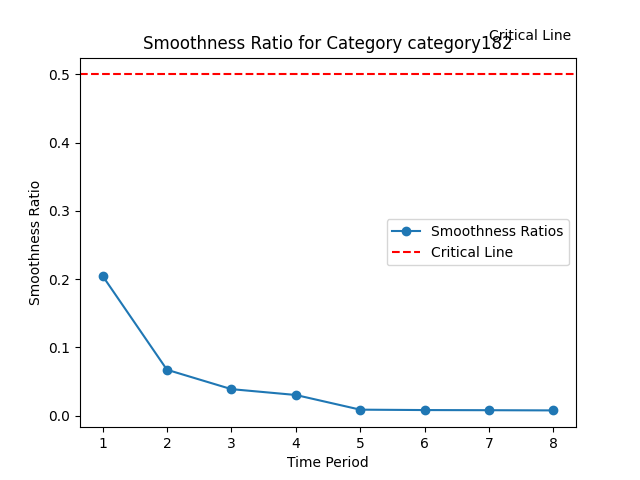 Critical Line
Smoothness Ratio for Category category182
0.5
0.4
0.3
0.2
0.1
0.0
Smoothness Ratio
Smoothness Ratios
Critical Line
1 2 3 4 5 6 7 8
Time Period